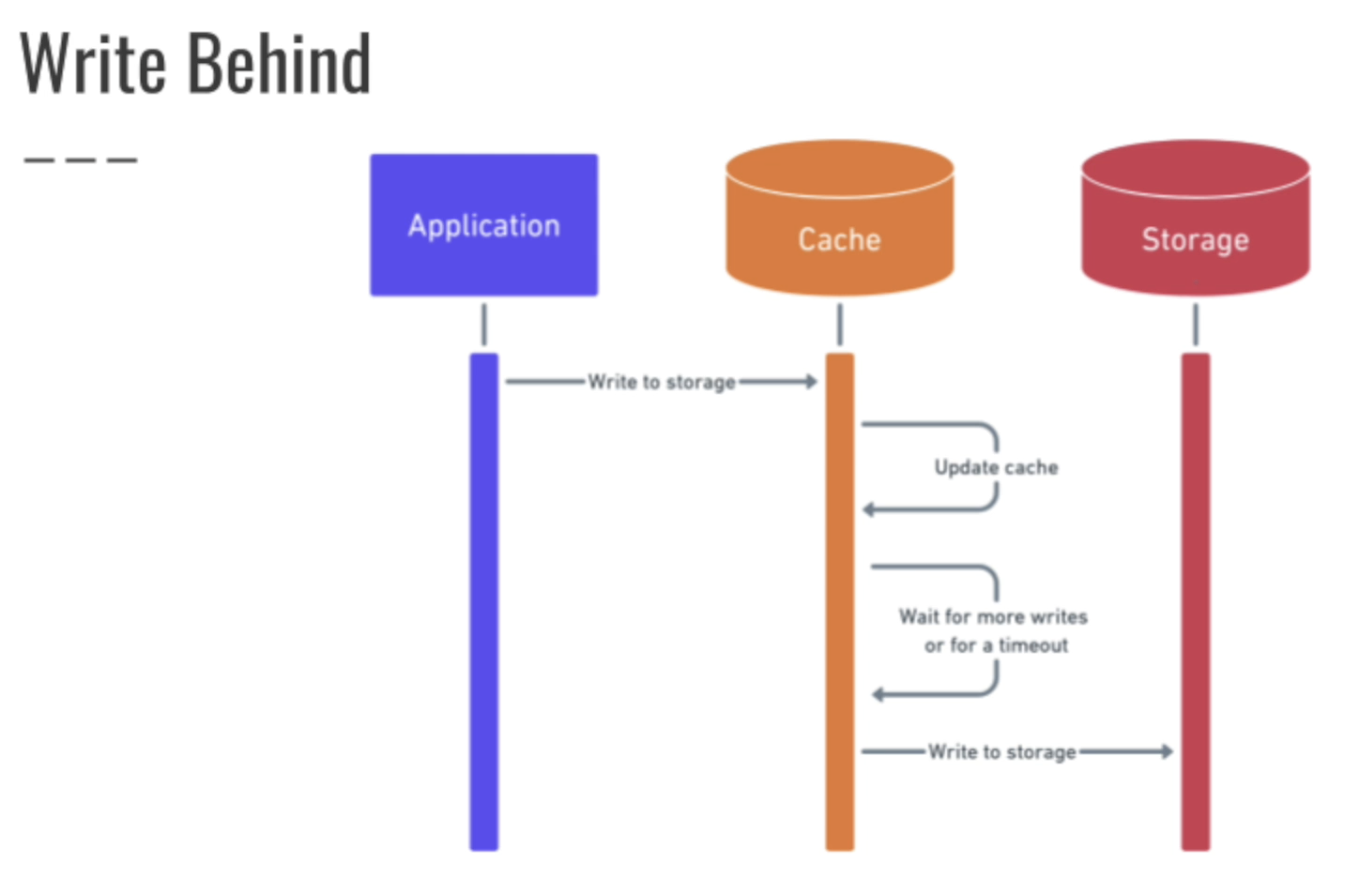 Write Behind
Application
Cache
Storage
Write to storage
Update cache
Wait for more writes
or for a timeout
Write to storage